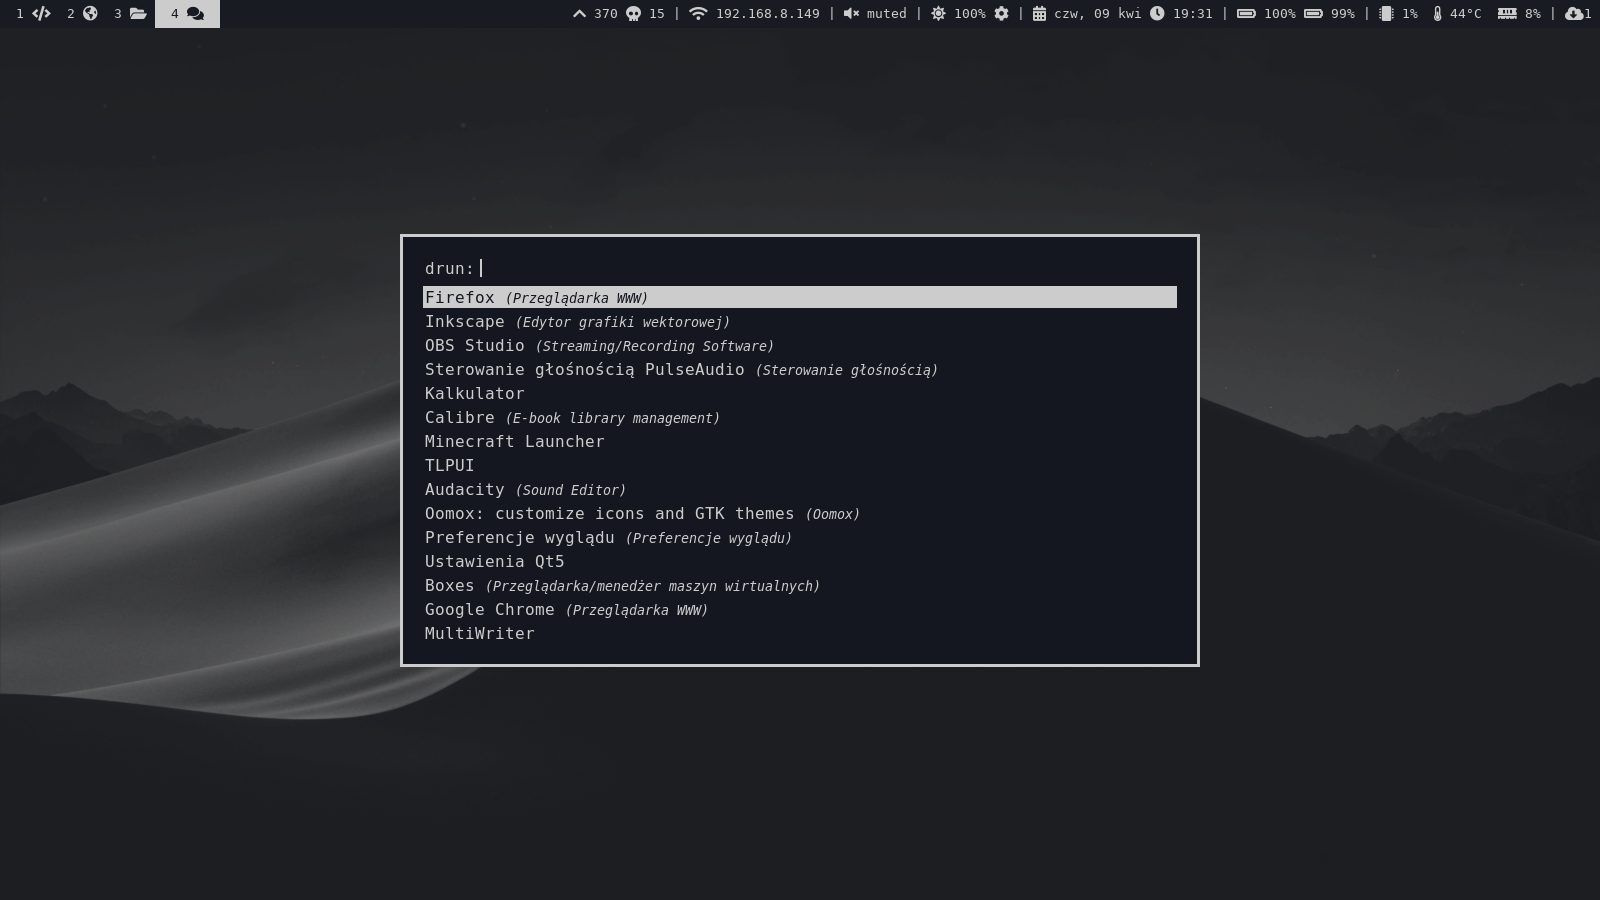 1 2 3 4 370 15 | 192.168.8.149 | muted | 100% | czw, 09 kwi 19:31 | 100% 99% | 1% 44°C 8% | 1
drun:
Firefox (Przeglądarka WWW)
Inkscape (Edytor grafiki wektorowej)
OBS Studio (Streaming/Recording Software)
Sterowanie głośnością PulseAudio (Sterowanie głośnością)
Kalkulator
Calibre (E-book library management)
Minecraft Launcher
TLPUI
Audacity (Sound Editor)
Oomox: customize icons and GTK themes (Oomox)
Preferencje wyglądu (Preferencje wyglądu)
Ustawienia Qt5
Boxes (Przeglądarka/menedżer maszyn wirtualnych)
Google Chrome (Przeglądarka WWW)
MultiWriter